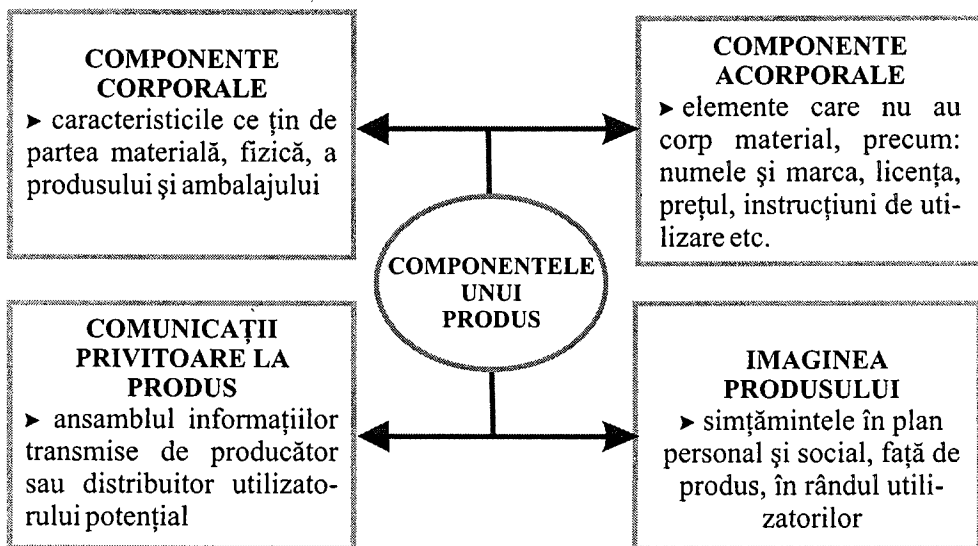 COMPONENTE
CORPORALE
➤ caracteristicile ce țin de
partea materială, fizică, a
produsului și ambalajului
COMPONENTE
ACORPORALE
➤ elemente care nu au
corp material, precum:
numele și marca, licența,
prețul, instrucțiuni de uti-
lizare etc.
COMPONENTELE
UNUI
PRODUS
COMUNICAȚII
PRIVITOARE LA
PRODUS
➤ ansamblul informațiilor
transmise de producător
sau distribuitor utilizato-
rului potențial
IMAGINEA
PRODUSULUI
➤ simțămintele în plan
personal și social, față de
produs, în rândul utili-
zatorilor